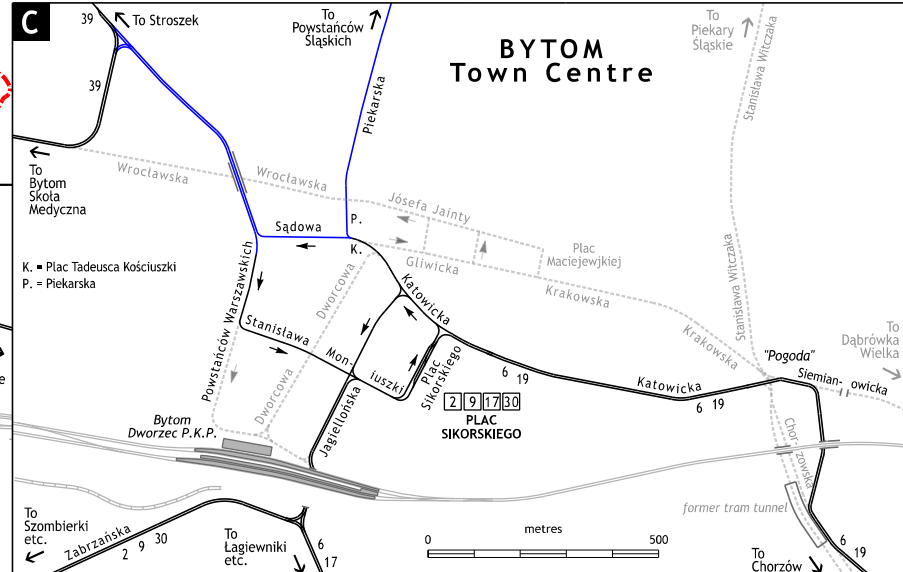 C
39
To Stroszek
To
Powstańców
Śląskich
BYTOM
Town Centre
To
Piekary
Śląskie
Stanisława Witczaka
39
Piekarska
To
Bytom
Skoła
Medyczna
Wrocławska
Wrocławska
Józefa Jainty
Sądowa
P.
K.
Gliwicka
Plac
Maciejewjkiej
K. = Plac Tadeusca Kościuszki
P. = Piekarska
Powstańców Warszawskich
Dworcowa
Katowicka
Krakowska
Stanisława Witczaka
Stanisława
Mon.
iuszki
Plac
Sikorskiego
Krakowska
To
Dąbrówka
Wielka
"Pogoda"
Siemian- owicka
e
6 19
Katowicka
6 19
Dworcowa
Jagiellońska
2 9 17 30
PLAC
SIKORSKIEGO
Bytom
Dworzec P.K.P.
Chor-
zowska
former tram tunnel
To
Szombierki
etc.
Zabrzańska
2 9 30
To
Łagiewniki
etc.
6
17
metres
0 500
6
19
To
Chorzów